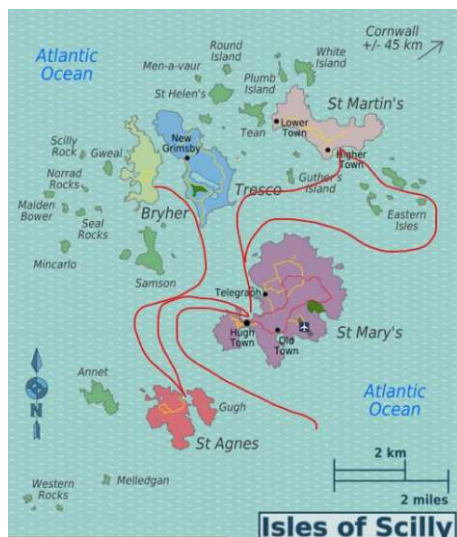 Cornwall
+/- 45 km
Atlantic
Ocean
Round
Island
White
Island
Men-a-vaur
Plumb
Island
St Helen's
St Martin's
Lower
Town
Tean
New
Grimsby
Higher
Town
Scilly
Rock
Gweal
Guther's
Island
Norrad
Rocks
Tresco
Bryher
Maiden
Bower
Seal
Rocks
Eastern
Isles
Mincarlo
Samson
Telegraph
Hugh
Town
Old
Town
St Mary's
Annet
N
Gugh
St Agnes
Atlantic
Ocean
2 km
2 miles
Melledgan
Western
Rocks
Isles of Scilly